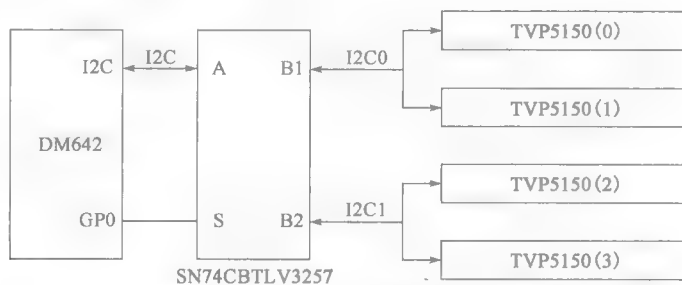 TVP5150(0)
I2C
I2C
A
B1
I2C0
TVP5150(1)
DM642
TVP5150(2)
GP0
S
B2
I2C1
TVP5150(3)
SN74CBTLV3257